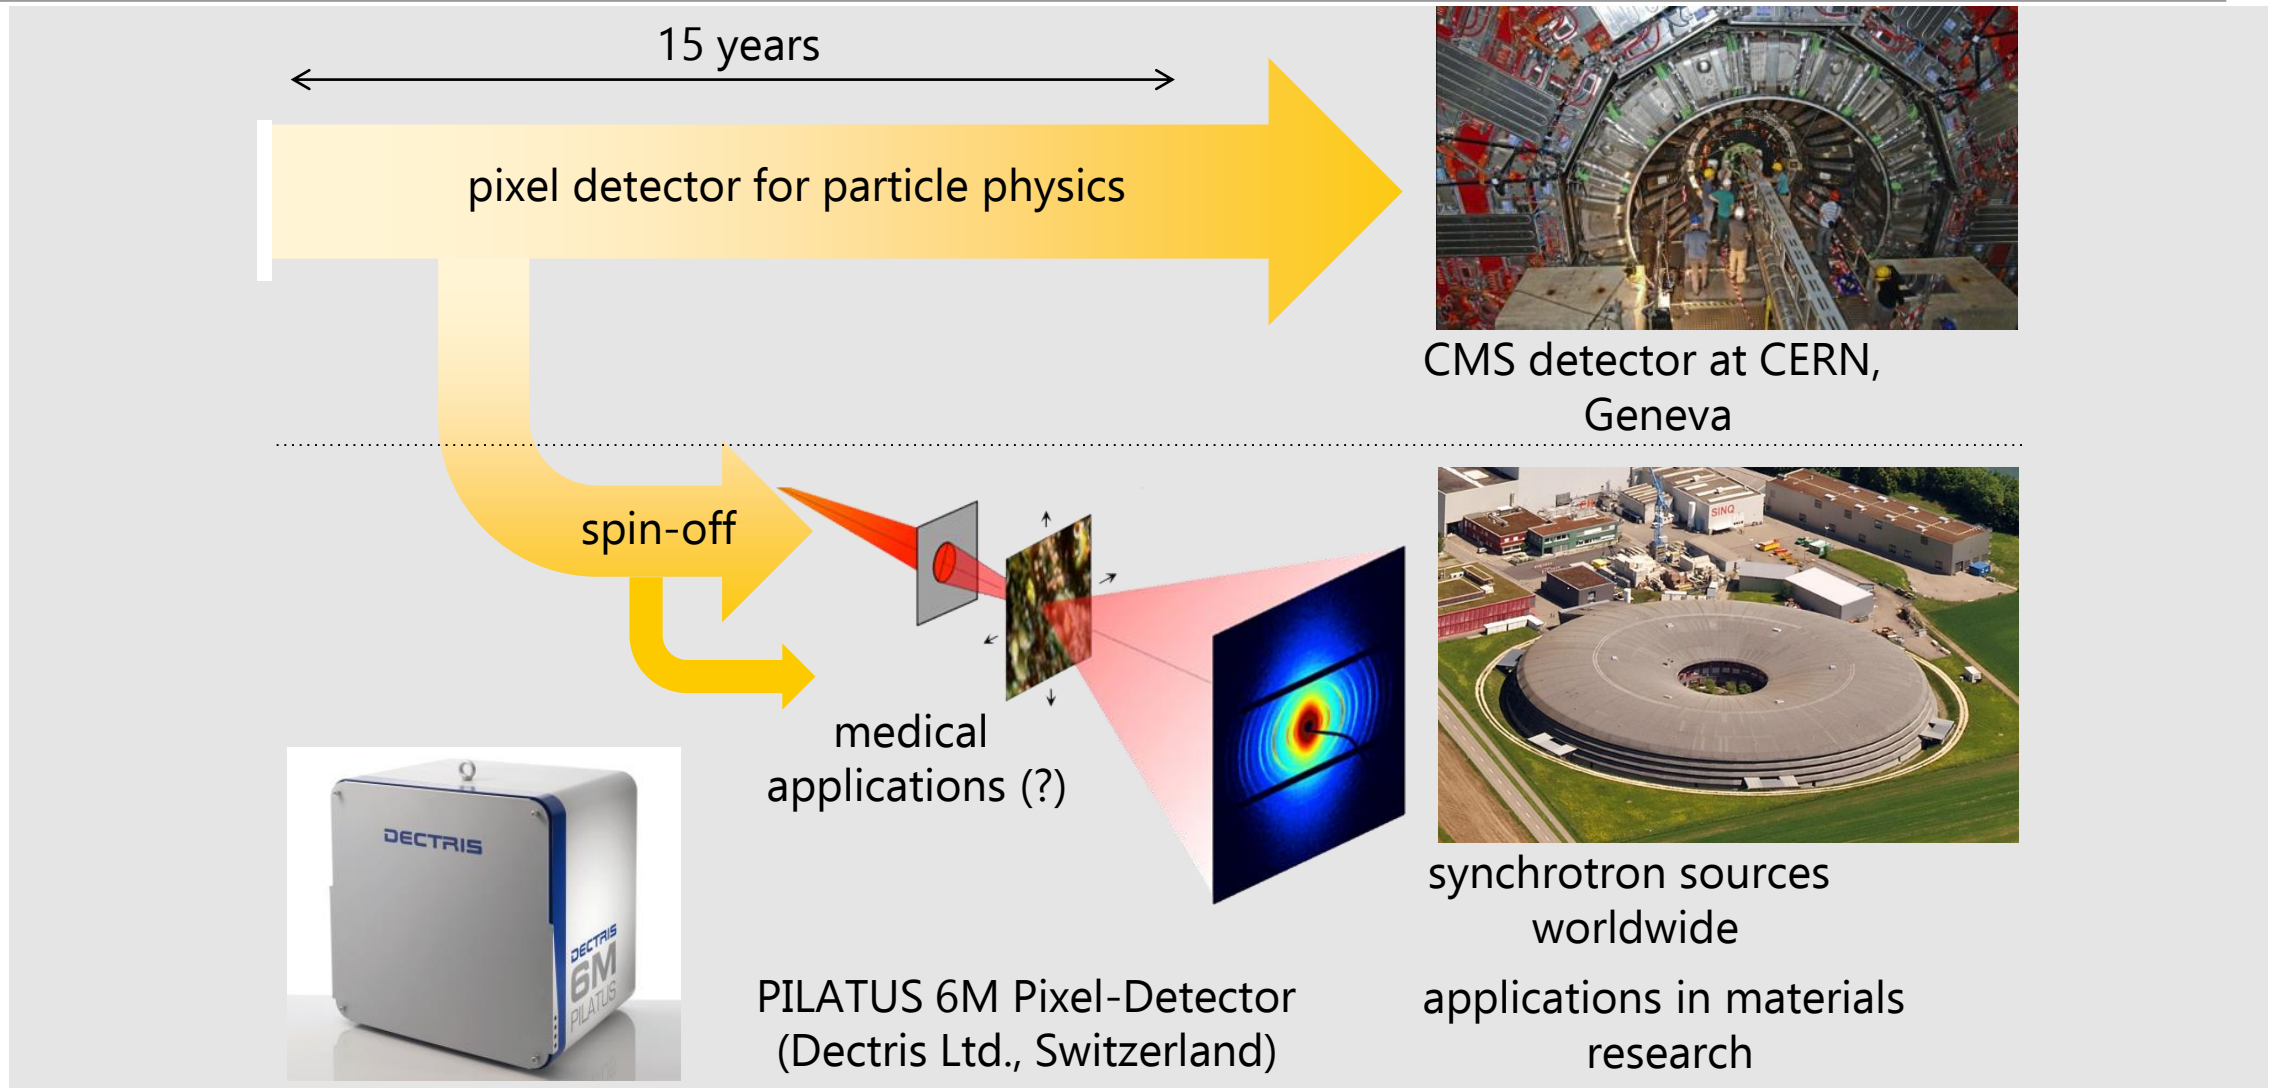 15 years
pixel detector for particle physics
CMS detector at CERN,
Geneva
spin-off
SINQ
medical
applications (?)
DECTRIS
DECTRIS
6M
PILATUS
synchrotron sources
worldwide
PILATUS 6M Pixel-Detector
(Dectris Ltd., Switzerland)
applications in materials
research